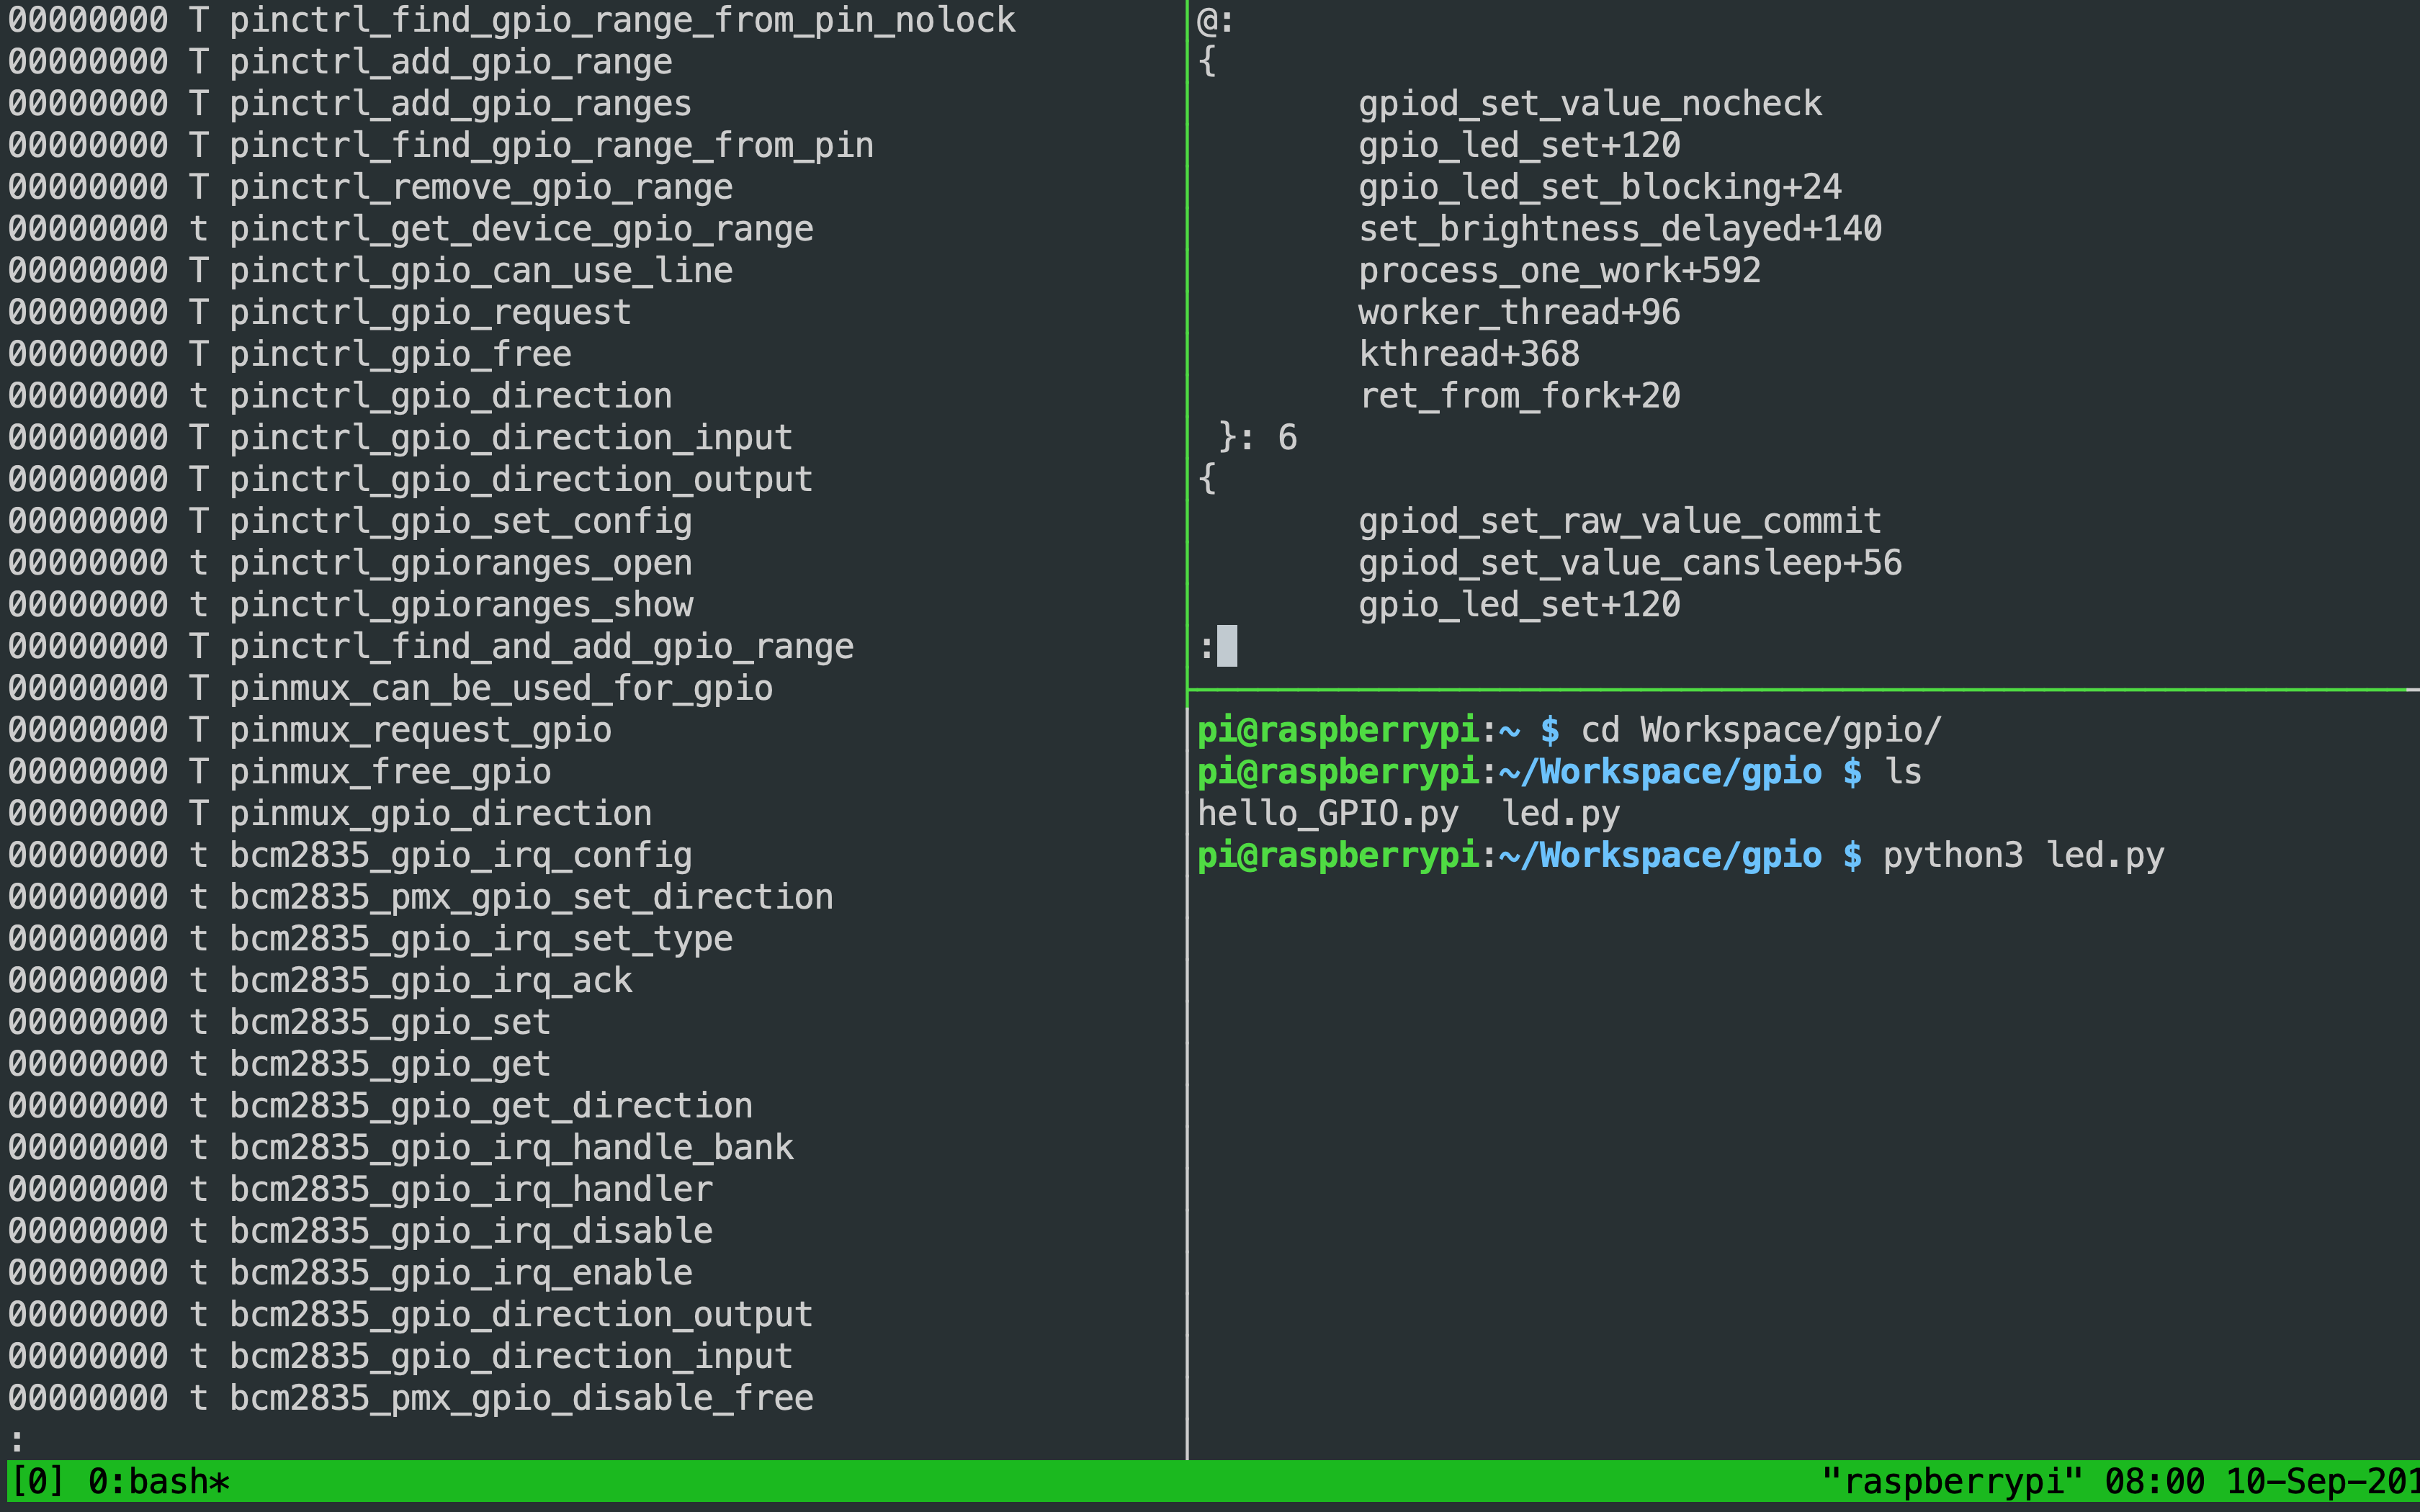 00000000 T pinctrl_find_gpio_range_from_pin_nolock
00000000 T pinctrl_add_gpio_range
00000000 T pinctrl_add_gpio_ranges
00000000 T pinctrl_find_gpio_range_from_pin
00000000 T pinctrl_remove_gpio_range
00000000 t pinctrl_get_device_gpio_range
00000000 T pinctrl_gpio_can_use_line
00000000 T pinctrl_gpio_request
00000000 T pinctrl_gpio_free
00000000 t pinctrl_gpio_direction
00000000 T pinctrl_gpio_direction_input
00000000 T pinctrl_gpio_direction_output
00000000 T pinctrl_gpio_set_config
00000000 t pinctrl_gpioranges_open
00000000 t pinctrl_gpioranges_show
00000000 T pinctrl_find_and_add_gpio_range
00000000 T pinmux_can_be_used_for_gpio
00000000 T pinmux_request_gpio
00000000 T pinmux_free_gpio
00000000 T pinmux_gpio_direction
00000000 t bcm2835_gpio_irq_config
00000000 t bcm2835_pmx_gpio_set_direction
00000000 t bcm2835_gpio_irq_set_type
00000000 t bcm2835_gpio_irq_ack
00000000 t bcm2835_gpio_set
00000000 t bcm2835_gpio_get
00000000 t bcm2835_gpio_get_direction
00000000 t bcm2835_gpio_irq_handle_bank
00000000 t bcm2835_gpio_irq_handler
00000000 t bcm2835_gpio_irq_disable
00000000 t bcm2835_gpio_irq_enable
00000000 t bcm2835_gpio_direction_output
00000000 t bcm2835_gpio_direction_input
00000000 t bcm2835_pmx_gpio_disable_free
:
@:
{
gpiod_set_value_nocheck
gpio_led_set+120
gpio_led_set_blocking+24
set_brightness_delayed+140
process_one_work+592
worker_thread+96
kthread+368
ret_from_fork+20
}: 6
{
gpiod_set_raw_value_commit
gpiod_set_value_cansleep+56
gpio_led_set+120
:
pi@raspberrypi:~ $ cd Workspace/gpio/
pi@raspberrypi:~/Workspace/gpio $ ls
hello_GPIO.py  led.py
pi@raspberrypi:~/Workspace/gpio $ python3 led.py
[0] 0:bash*
"raspberrypi" 08:00 10-Sep-201